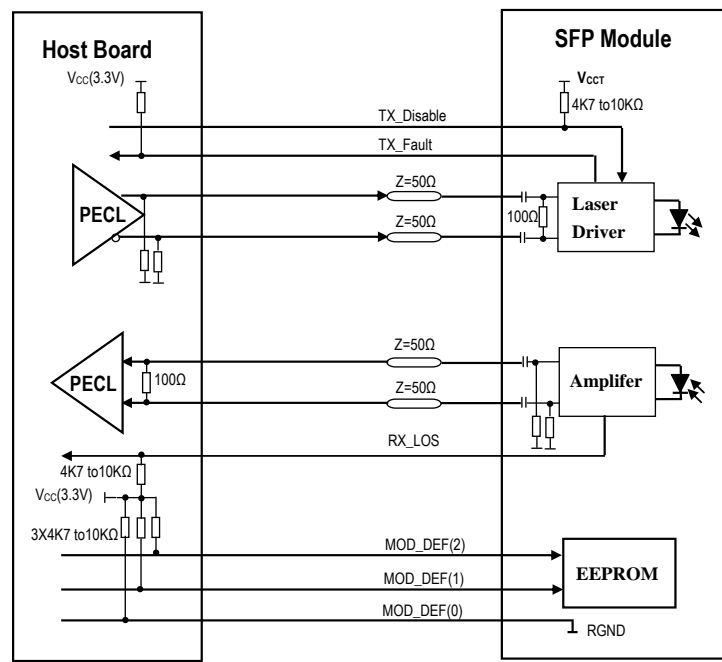 Host Board
SFP Module
VCC(3.3V)
VCCT
4K7 to10KΩ
TX_Disable
TX_Fault
Z=50Ω
PECL
100Ω
Laser
Driver
Z=50Ω
Z=50Ω
PECL
100Ω
Z=50Ω
Amplifer
RX_LOS
4K7 to10KΩ
VCC(3.3V)
3X4K7 to10KΩ
MOD_DEF(2)
EEPROM
MOD_DEF(1)
MOD_DEF(0)
RGND